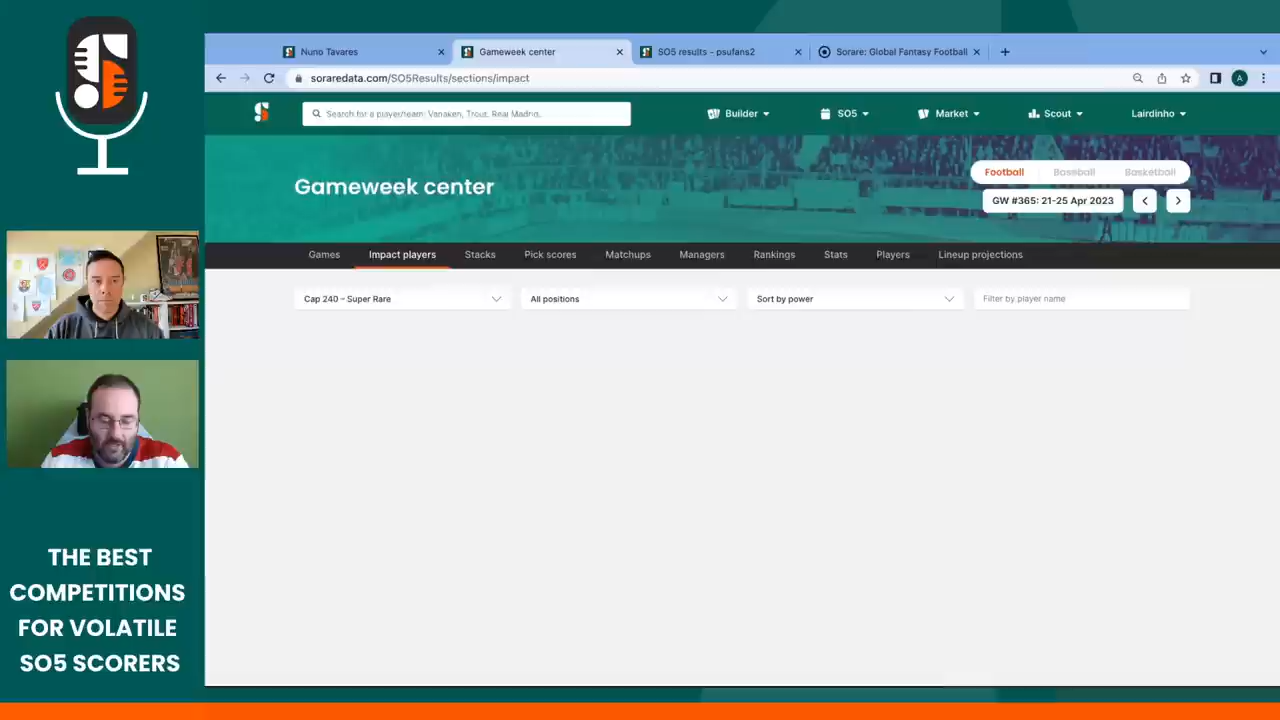 Nuno Tavares
Gameweek center
SO5 results - psufans2
Sorare: Global Fantasy Football
soraredata.com/SO5Results/sections/impact
A
Search for a player/team: Vanaken, Trout, Real Madrid..
Builder
SO5
Market
Scout
Lairdinho
Gameweek center
Football
Baseball
Basketball
GW #365: 21-25 Apr 2023
Games
Impact players
Stacks
Pick scores
Matchups
Managers
Rankings
Stats
Players
Lineup projections
Cap 240 - Super Rare
All positions
Sort by power
Filter by player name
THE BEST
COMPETITIONS
FOR VOLATILE
SO5 SCORERS